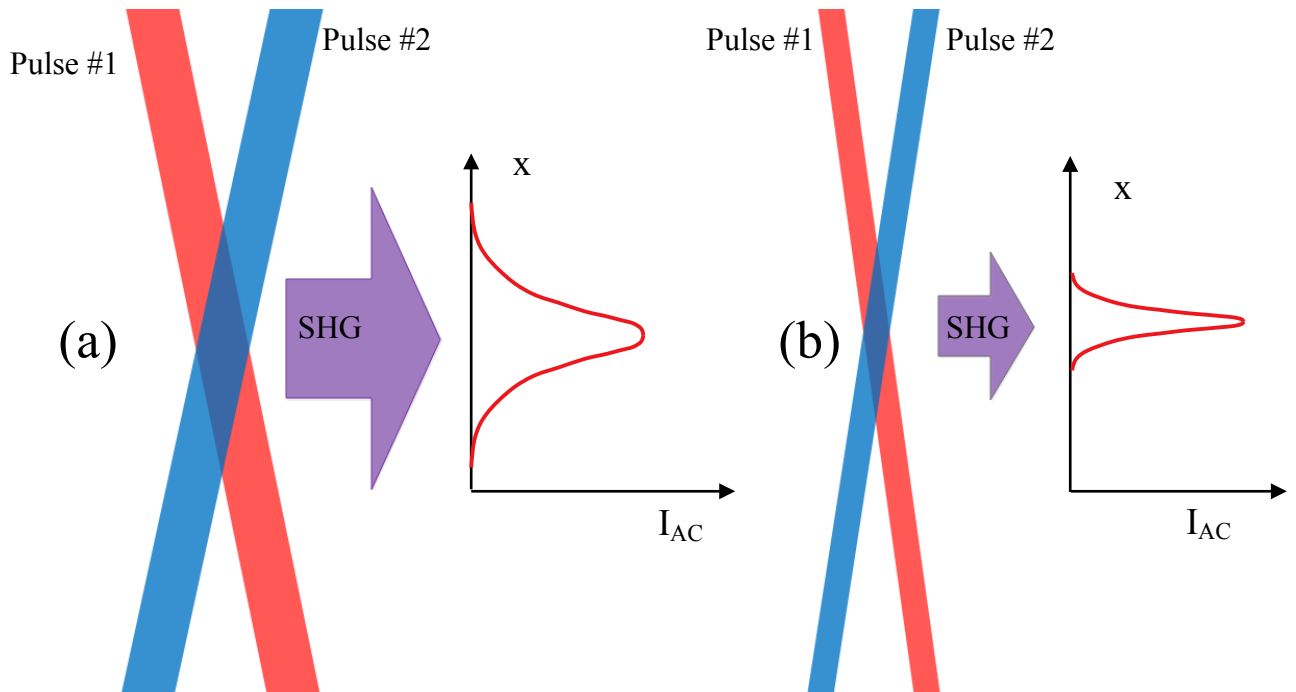 Pulse #1
Pulse #2
x
SHG
(a)
I_AC
Pulse #1
Pulse #2
x
SHG
(b)
I_AC